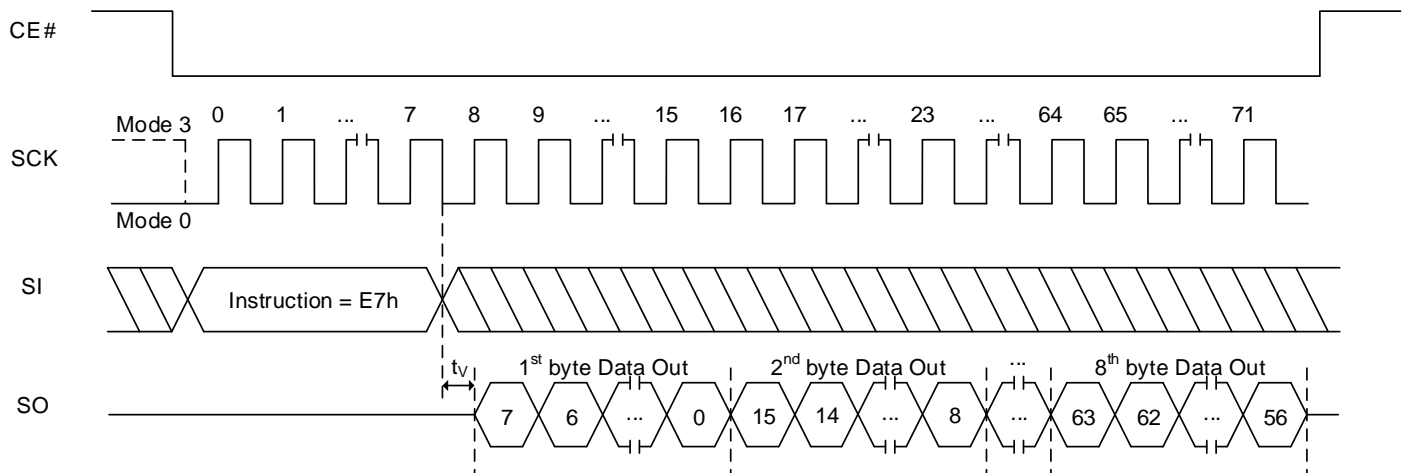 CE#
0 1 ... 7 8 9 ... 15 16 17 ... 23 ... 64 65 ... 71
Mode 3
SCK
Mode 0
SI
Instruction = E7h
tV 1st byte Data Out 2nd byte Data Out ... 8th byte Data Out
SO
7 6 ... 0 15 14 ... 8 ... 63 62 ... 56